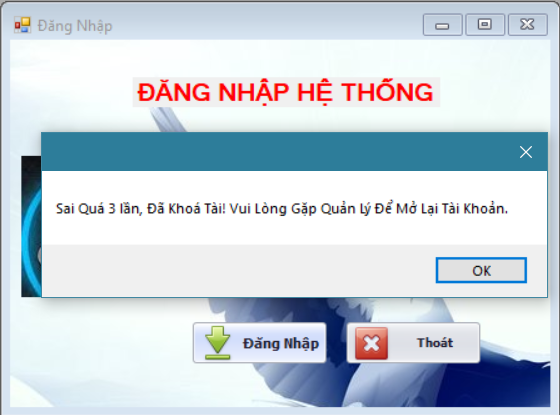 Đăng Nhập
ĐĂNG NHẬP HỆ THỐNG
Sai Quá 3 lần, Đã Khoá Tài! Vui Lòng Gặp Quản Lý Để Mở Lại Tài Khoản.
OK
Đăng Nhập
Thoát